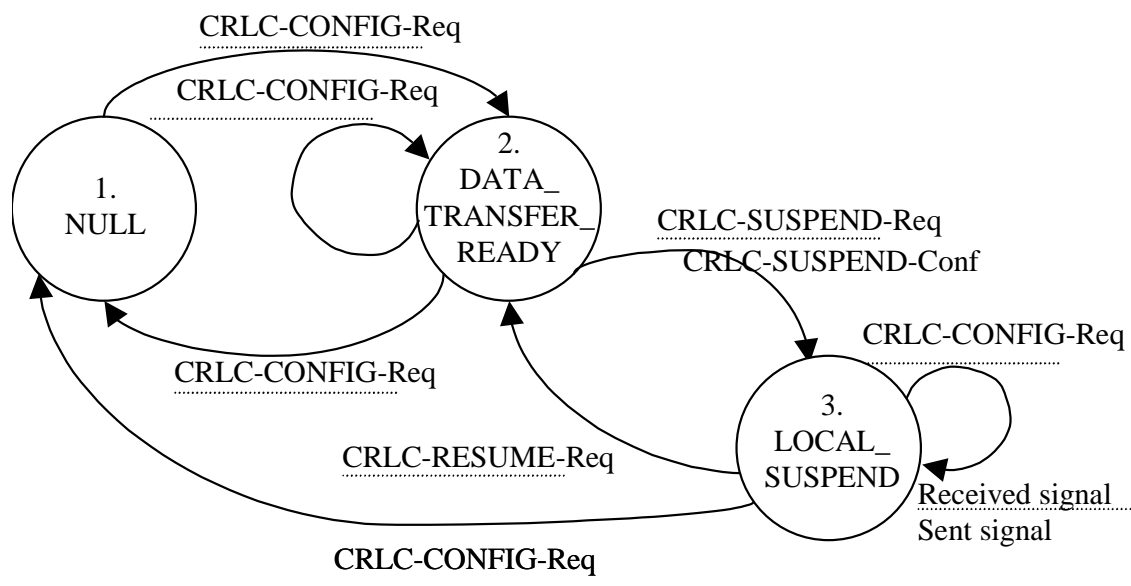 CRLC-CONFIG-Req
CRLC-CONFIG-Req
1.
NULL
2.
DATA_
TRANSFER_
READY
CRLC-SUSPEND-Req
CRLC-SUSPEND-Conf
CRLC-CONFIG-Req
CRLC-CONFIG-Req
3.
LOCAL_
SUSPEND
CRLC-RESUME-Req
Received signal
Sent signal
CRLC-CONFIG-Req